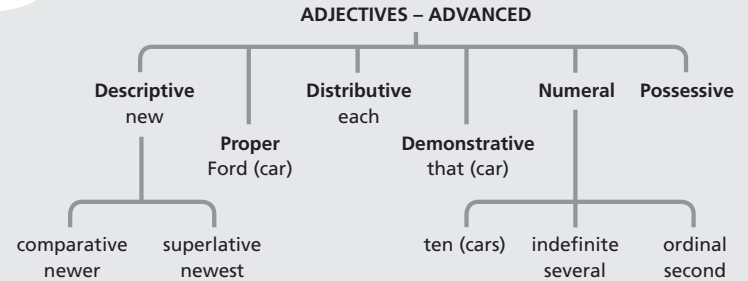 ADJECTIVES – ADVANCED
Descriptive
new
Proper
Ford (car)
Distributive
each
Demonstrative
that (car)
Numeral
Possessive
comparative
newer
superlative
newest
ten (cars)
indefinite
several
ordinal
second